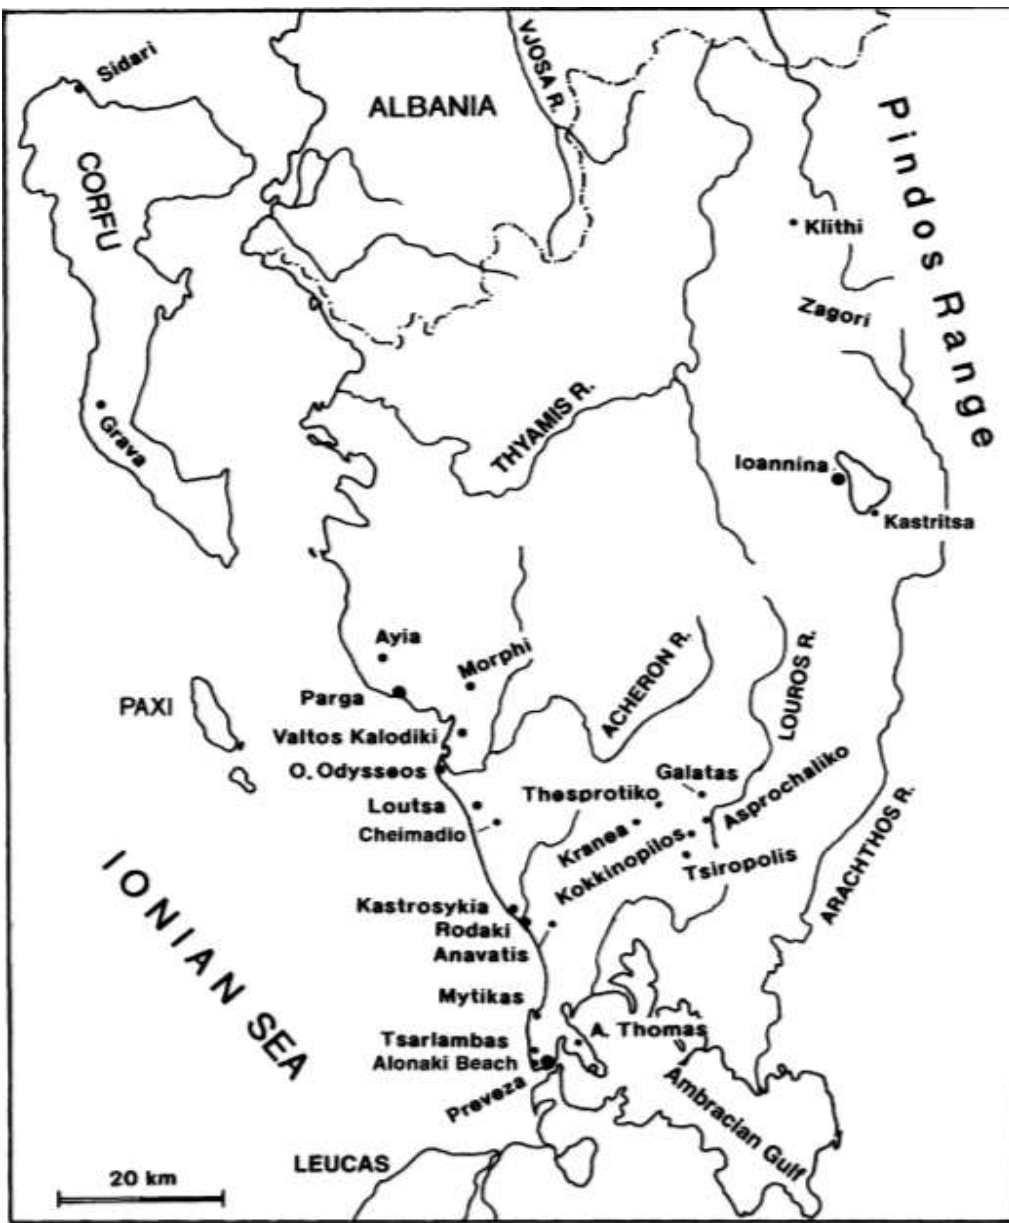 Sidari
VJOSA R.
ALBANIA
Pindos Range
CORFU
Klithi
Zagori
THYAMIS R.
Grava
Ioannina
Kastritsa
Ayia
Morphi
ACHERON R.
LOUROS R.
Parga
PAXI
Valtos Kalodiki
O. Odysseos
Galatas
Thesprotiko
Asprochaliko
Loutsa
Cheimadio
Kranea
Kokkinopilos
Tsiropolis
ARACHTHOS R.
IONIAN SEA
Kastrosykia
Rodaki
Anavatis
Mytikas
A. Thomas
Tsarlambas
Alonaki Beach
Preveza
Ambracian Gulf
LEUCAS
20 km